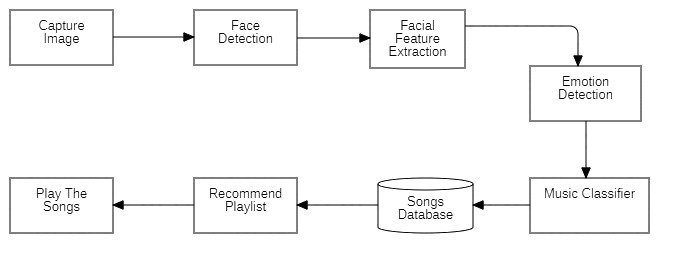 Capture
Image
Face
Detection
Facial
Feature
Extraction
Emotion
Detection
Music Classifier
Songs
Database
Recommend
Playlist
Play The
Songs